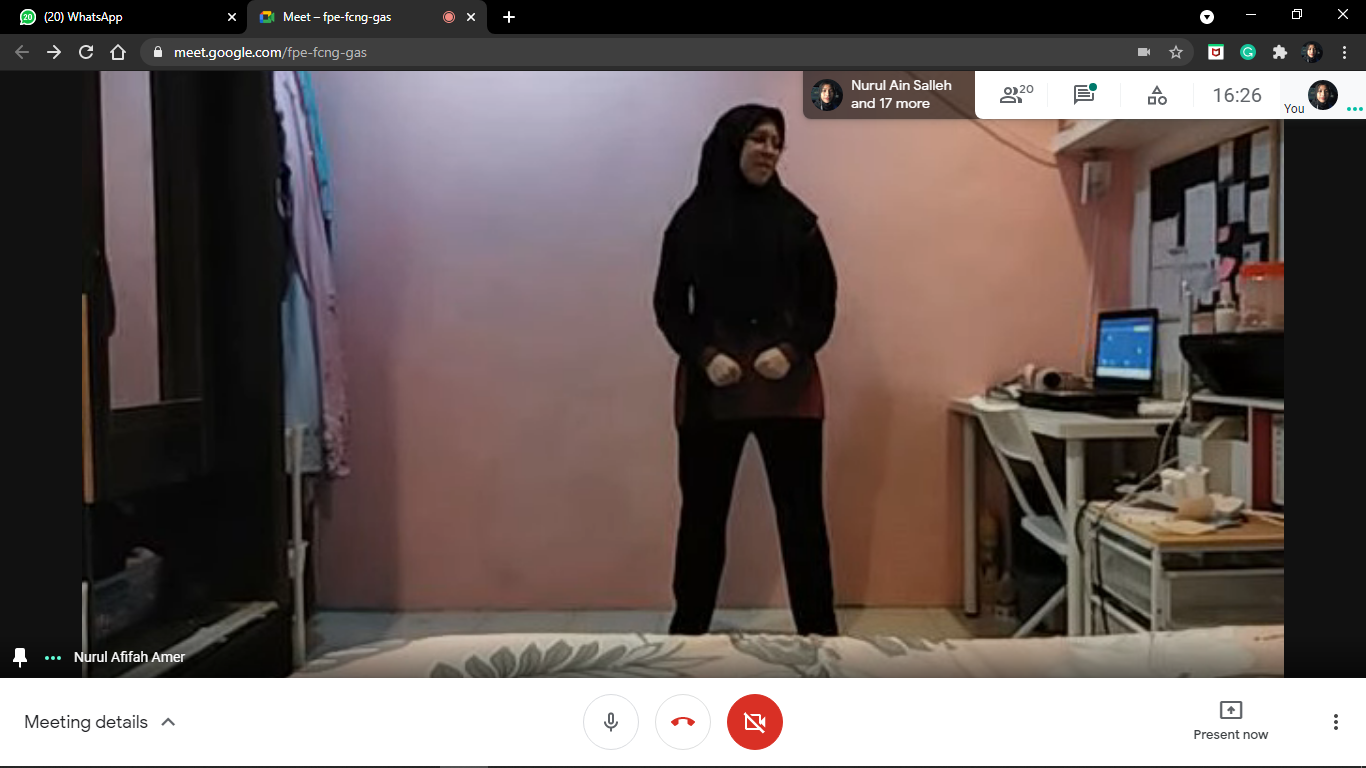 20
(20) WhatsApp
Meet – fpe-fcng-gas
meet.google.com/fpe-fcng-gas
G
Nurul Ain Salleh
and 17 more
20
16:26
You
Nurul Afifah Amer
Meeting details
Present now